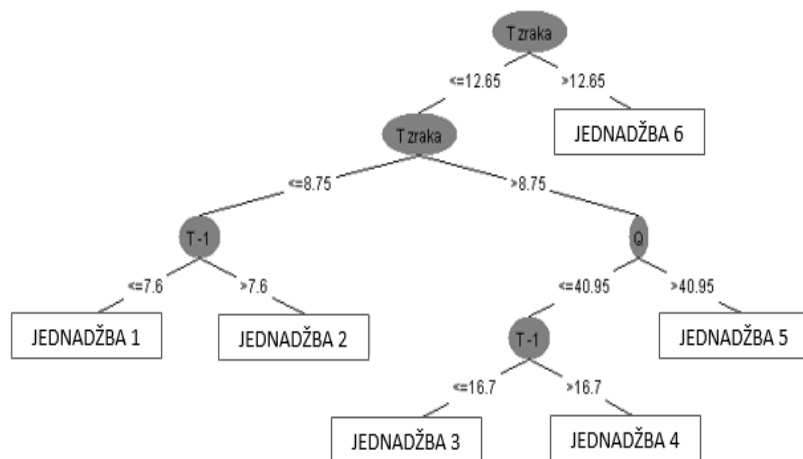 T zraka
<=12.65 >12.65
T zraka
JEDNADŽBA 6
<=8.75 >8.75
T-1
Q
<=7.6 >7.6
<=40.95 >40.95
JEDNADŽBA 1
JEDNADŽBA 2
T-1
JEDNADŽBA 5
<=16.7 >16.7
JEDNADŽBA 3
JEDNADŽBA 4